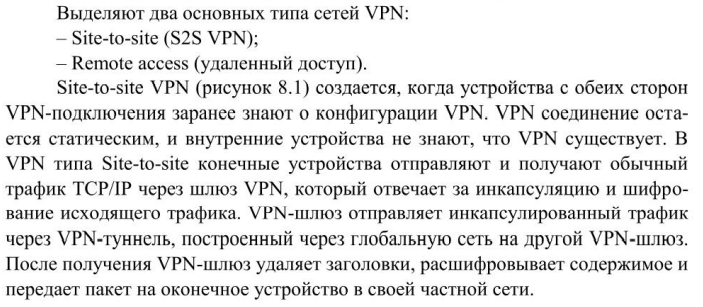 Выделяют два основных типа сетей VPN:
– Site-to-site (S2S VPN);
– Remote access (удаленный доступ).
Site-to-site VPN (рисунок 8.1) создается, когда устройства с обеих сторон
VPN-подключения заранее знают о конфигурации VPN. VPN соединение оста-
ется статическим, и внутренние устройства не знают, что VPN существует. В
VPN типа Site-to-site конечные устройства отправляют и получают обычный
трафик TCP/IP через шлюз VPN, который отвечает за инкапсуляцию и шифро-
вание исходящего трафика. VPN-шлюз отправляет инкапсулированный трафик
через VPN-туннель, построенный через глобальную сеть на другой VPN-шлюз.
После получения VPN-шлюз удаляет заголовки, расшифровывает содержимое и
передает пакет на оконечное устройство в своей частной сети.